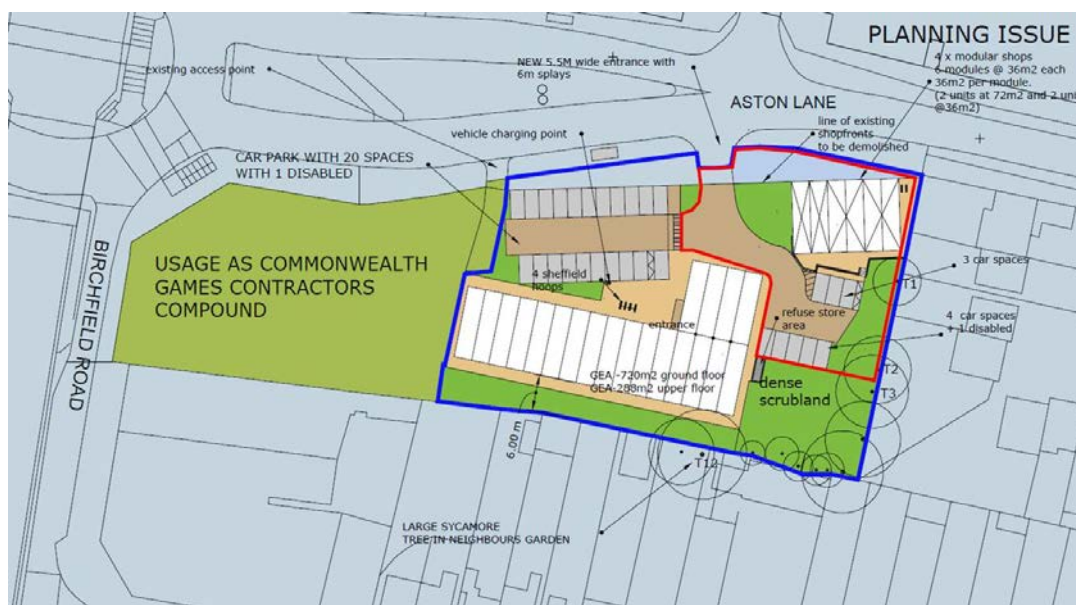 PLANNING ISSUE
4 x modular shops
6 modules @ 36m2 each
36m2 per module.
(2 units at 72m2 and 2 uni
@36m2)
NEW 5.5M wide entrance with
6m splays
existing access point
ASTON LANE
line of existing
shopfronts
to be demolished
vehicle charging point
CAR PARK WITH 20 SPACES
WITH 1 DISABLED
BIRCHFIELD ROAD
USAGE AS COMMONWEALTH
GAMES CONTRACTORS
COMPOUND
4 sheffield
hoops
entrance
3 car spaces
T1
refuse store
area
4 car spaces
+ 1 disabled
GEA -720m2 ground floor
GEA-288m2 upper floor
dense
scrubland
T2
T3
6.00 m
T12
LARGE SYCAMORE
TREE IN NEIGHBOURS GARDEN